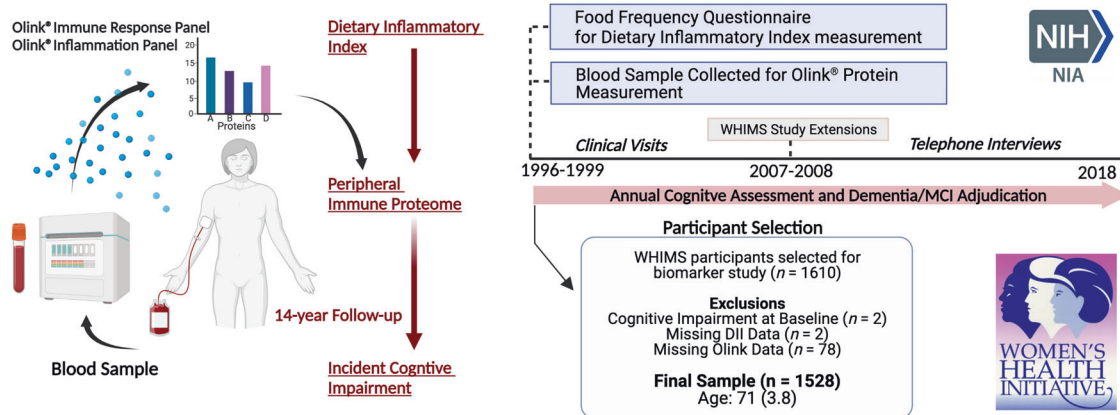 Olink® Immune Response Panel
Olink® Inflammation Panel
20
15
10
5
0
A B C D
Proteins
Blood Sample
Dietary Inflammatory
Index
Peripheral
Immune Proteome
14-year Follow-up
Incident Cogntive
Impairment
Food Frequency Questionnaire
for Dietary Inflammatory Index measurement
Blood Sample Collected for Olink® Protein
Measurement
NIH
NIA
WHIMS Study Extensions
Clinical Visits
Telephone Interviews
1996-1999
2007-2008
2018
Annual Cognitve Assessment and Dementia/MCI Adjudication
Participant Selection
WHIMS participants selected for
biomarker study (n = 1610)
Exclusions
Cognitive Impairment at Baseline (n = 2)
Missing DII Data (n = 2)
Missing Olink Data (n = 78)
Final Sample (n = 1528)
Age: 71 (3.8)
WOMEN'S
HEALTH
INITIATIVE